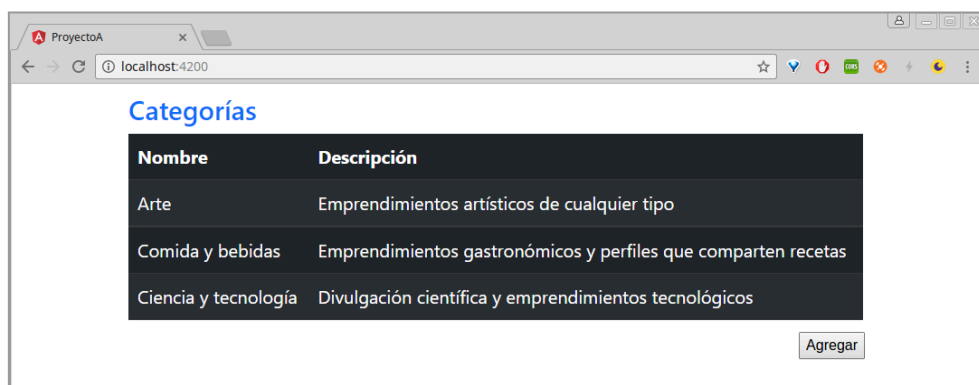 ProyectoA
localhost:4200
CORS
Categorías
Nombre Descripción
Arte Emprendimientos artísticos de cualquier tipo
Comida y bebidas Emprendimientos gastronómicos y perfiles que comparten recetas
Ciencia y tecnología Divulgación científica y emprendimientos tecnológicos
Agregar